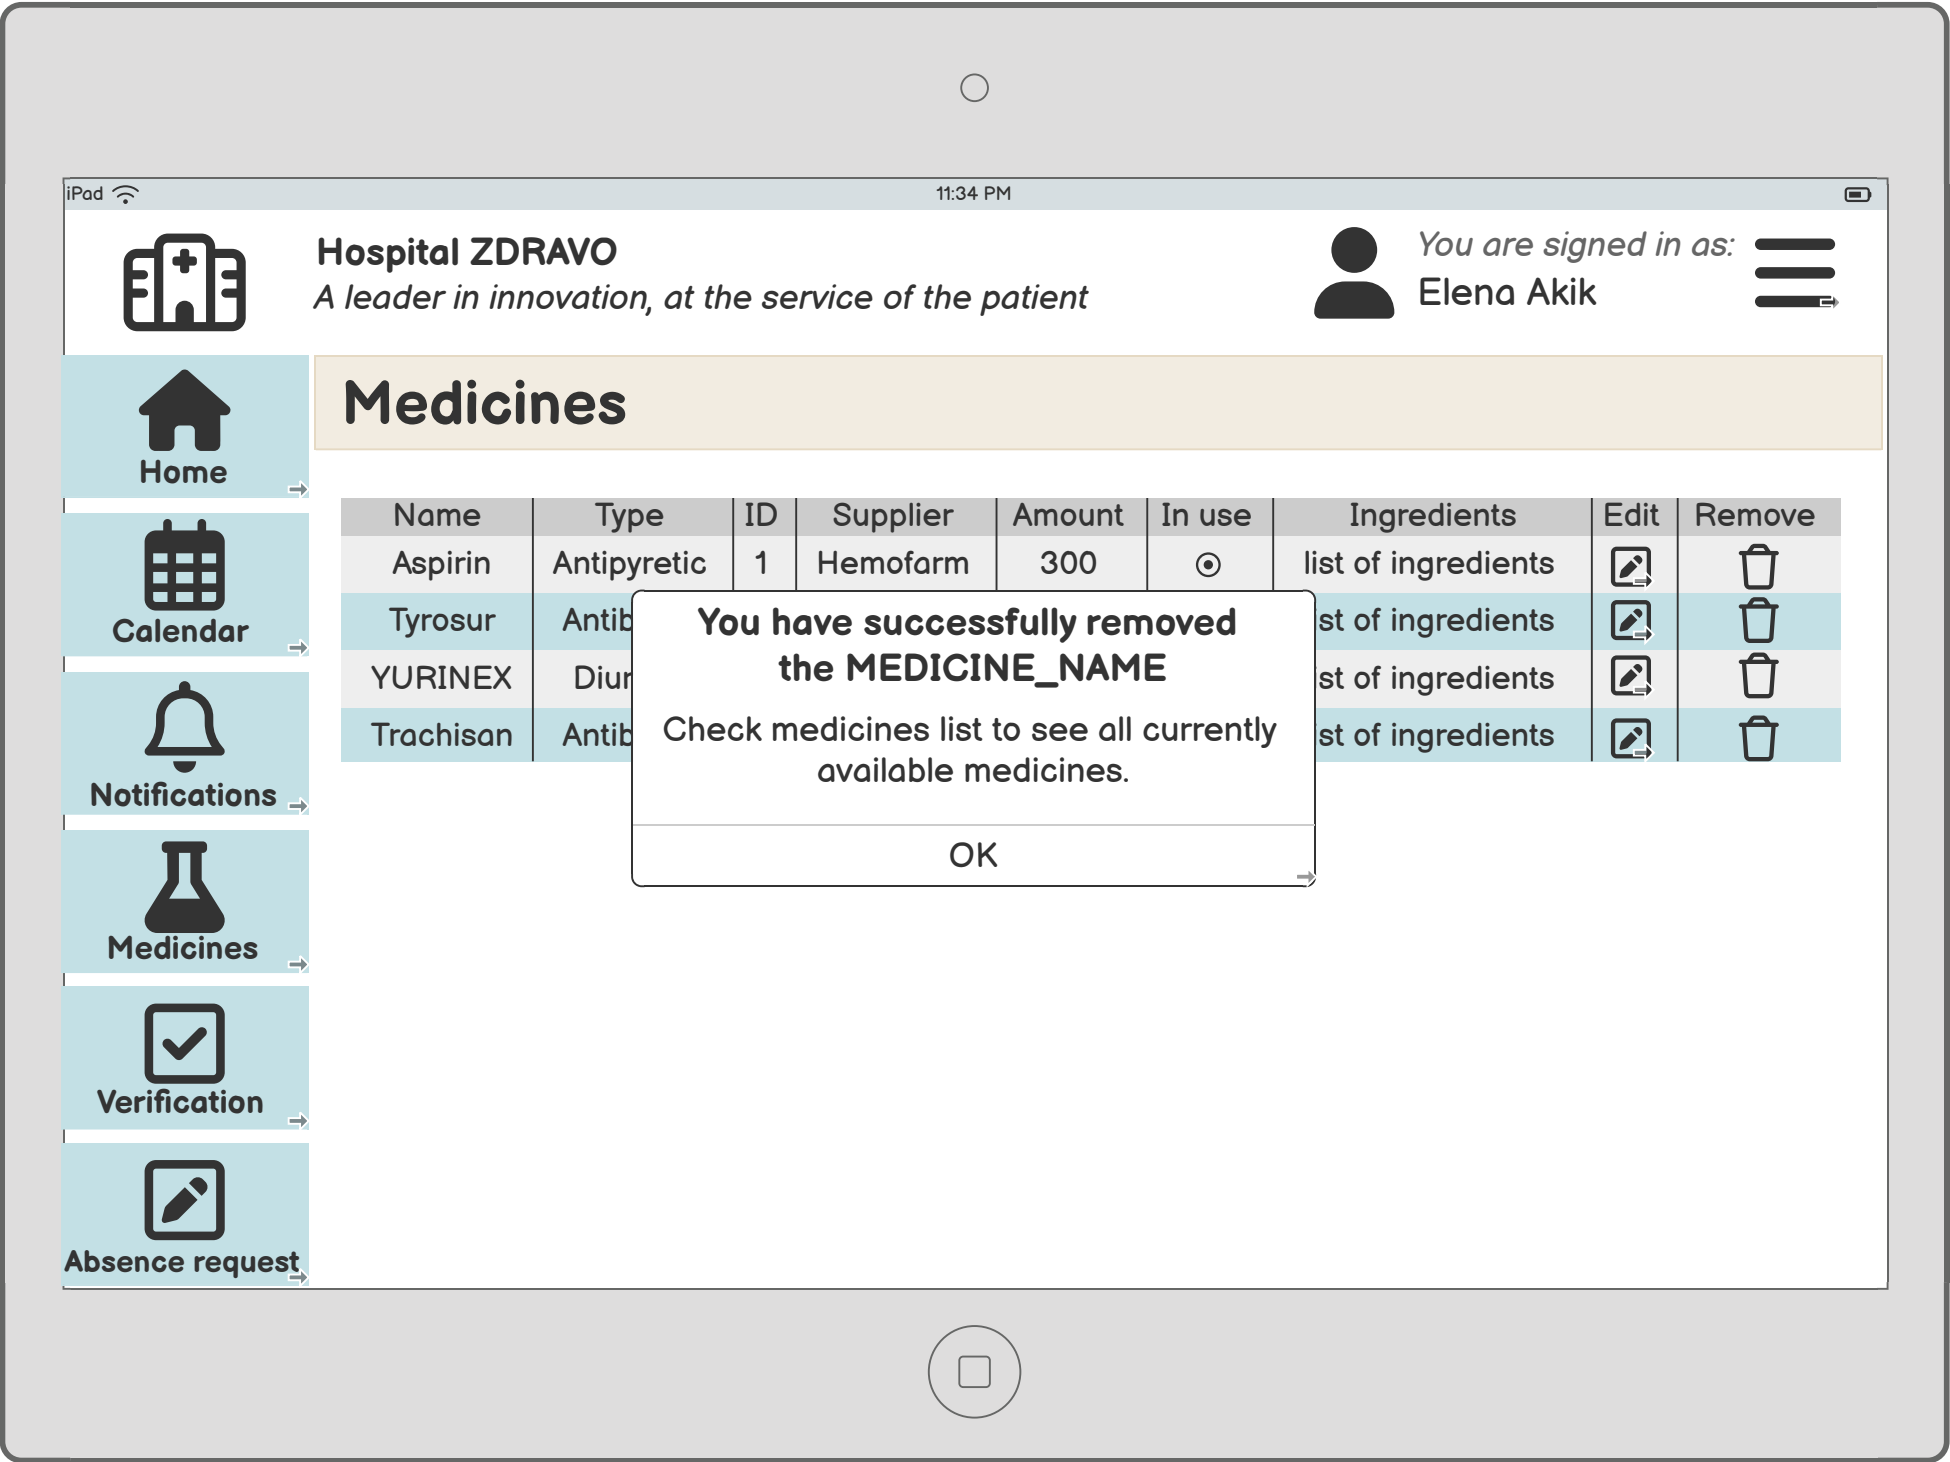 iPad
11:34 PM
Hospital ZDRAVO
A leader in innovation, at the service of the patient
You are signed in as:
Elena Akik
Home
Calendar
Notifications
Medicines
Verification
Absence request
Medicines
Name Type ID Supplier Amount In use Ingredients Edit Remove
Aspirin Antipyretic 1 Hemofarm 300 list of ingredients
Tyrosur Antib st of ingredients
YURINEX Diur st of ingredients
Trachisan Antib st of ingredients
You have successfully removed
the MEDICINE_NAME
Check medicines list to see all currently
available medicines.
OK